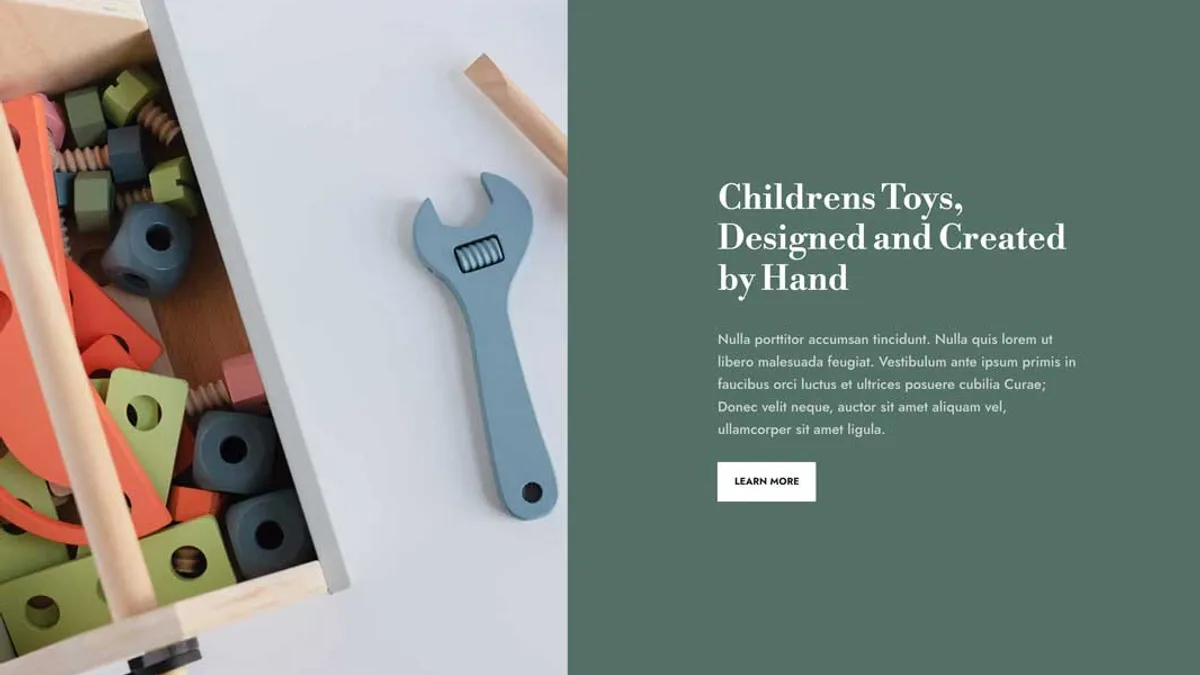 Childrens Toys,
Designed and Created
by Hand
Nulla porttitor accumsan tincidunt. Nulla quis lorem ut
libero malesuada feugiat. Vestibulum ante ipsum primis in
faucibus orci luctus et ultrices posuere cubilia Curae;
Donec velit neque, auctor sit amet aliquam vel,
ullamcorper sit amet ligula.
LEARN MORE